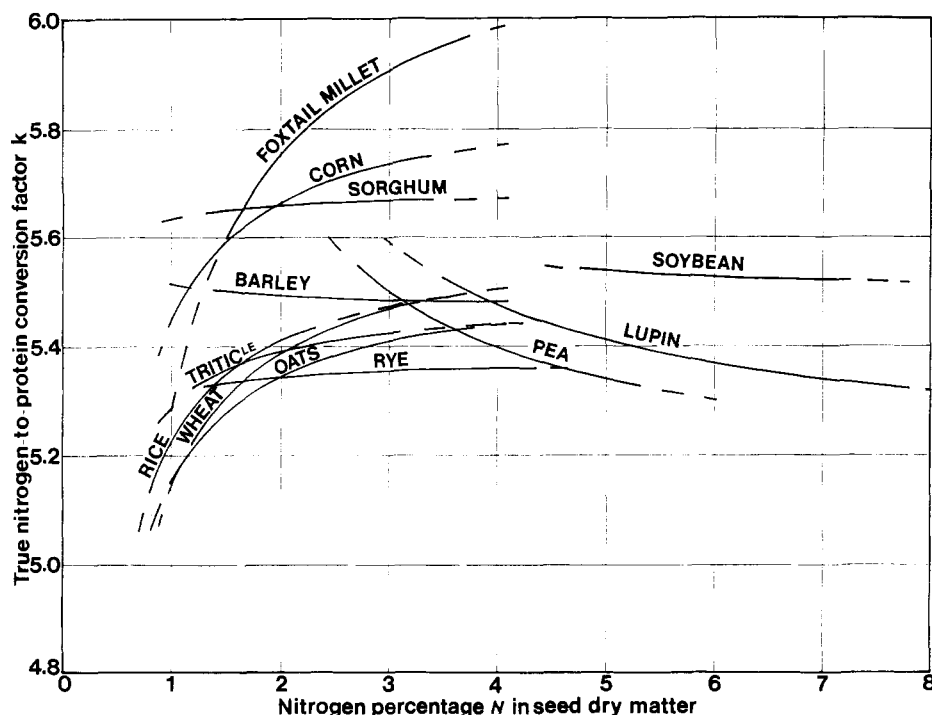 True nitrogen-to-protein conversion factor k
6.0
5.8
5.6
5.4
5.2
5.0
4.8
FOXTAIL MILLET
CORN
SORGHUM
SOYBEAN
BARLEY
LUPIN
TRITICLE
OATS
PEA
RYE
WHEAT
RICE
0 1 2 3 4 5 6 7 8
Nitrogen percentage N in seed dry matter